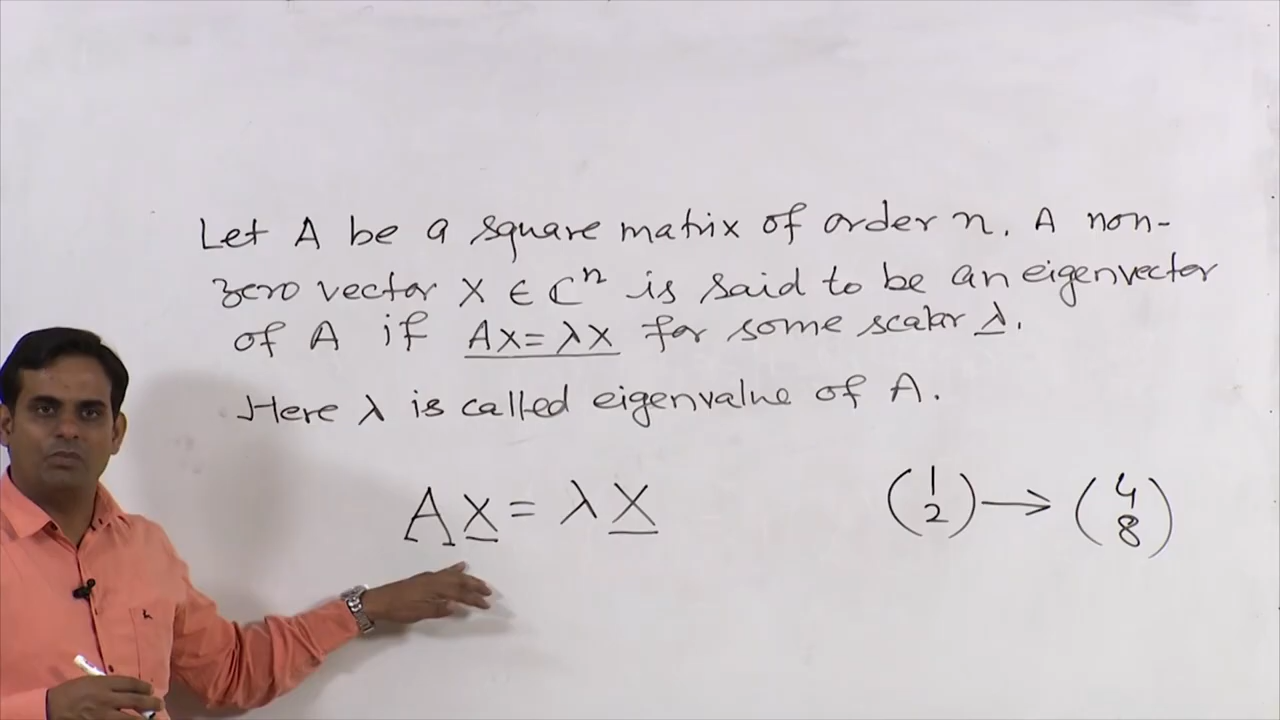 Let A be a square matrix of order n. A non-
zero vector X ∈ ℂⁿ is said to be an eigenvector
of A if AX = λX for some scalar λ.
Here λ is called eigenvalue of A.
AX = λX
(1 2) → (4 8)